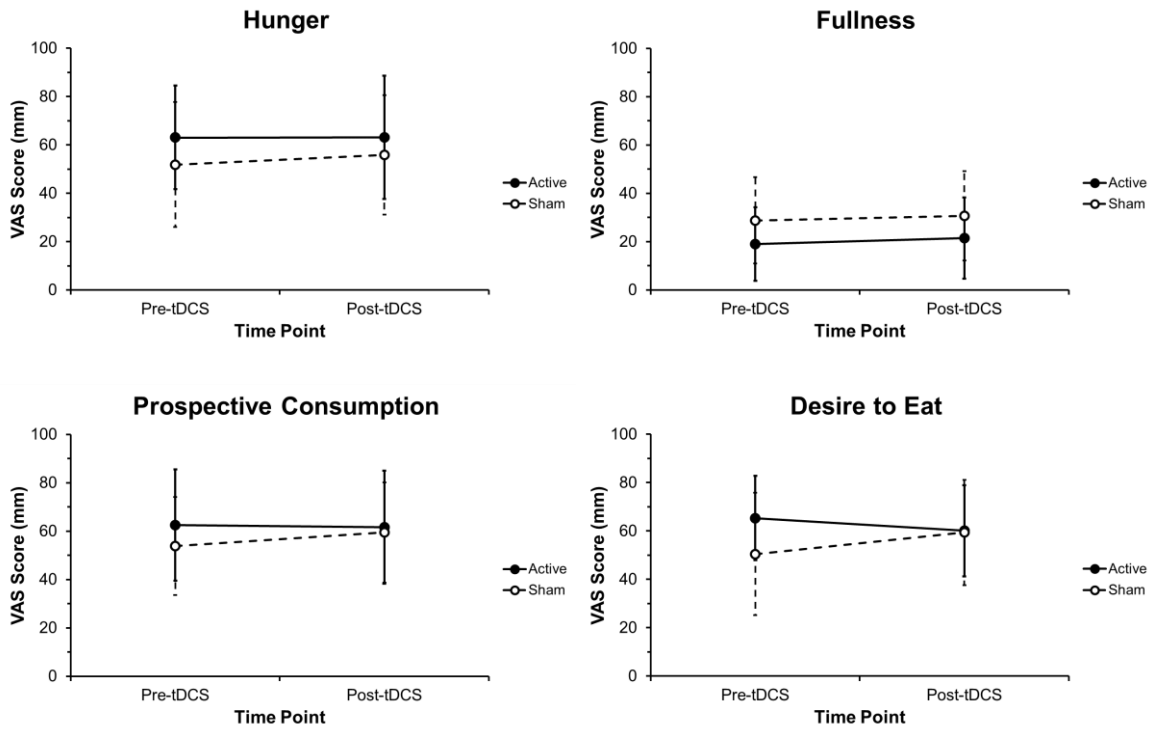 Hunger
VAS Score (mm)
100
80
60
40
20
0
Pre-tDCS
Post-tDCS
Time Point
Active
Sham
Fullness
VAS Score (mm)
100
80
60
40
20
0
Pre-tDCS
Post-tDCS
Time Point
Active
Sham
Prospective Consumption
VAS Score (mm)
100
80
60
40
20
0
Pre-tDCS
Post-tDCS
Time Point
Active
Sham
Desire to Eat
VAS Score (mm)
100
80
60
40
20
0
Pre-tDCS
Post-tDCS
Time Point
Active
Sham